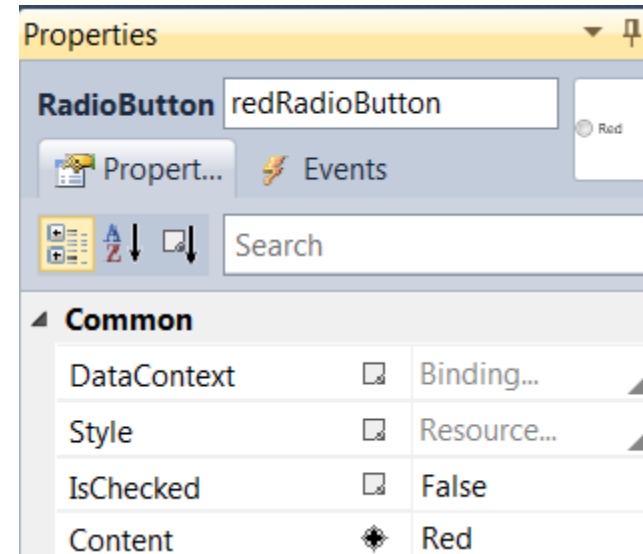 Properties
RadioButton redRadioButton
Red
Propert... Events
A
Z
Search
Common
DataContext Binding...
Style Resource...
IsChecked False
Content Red